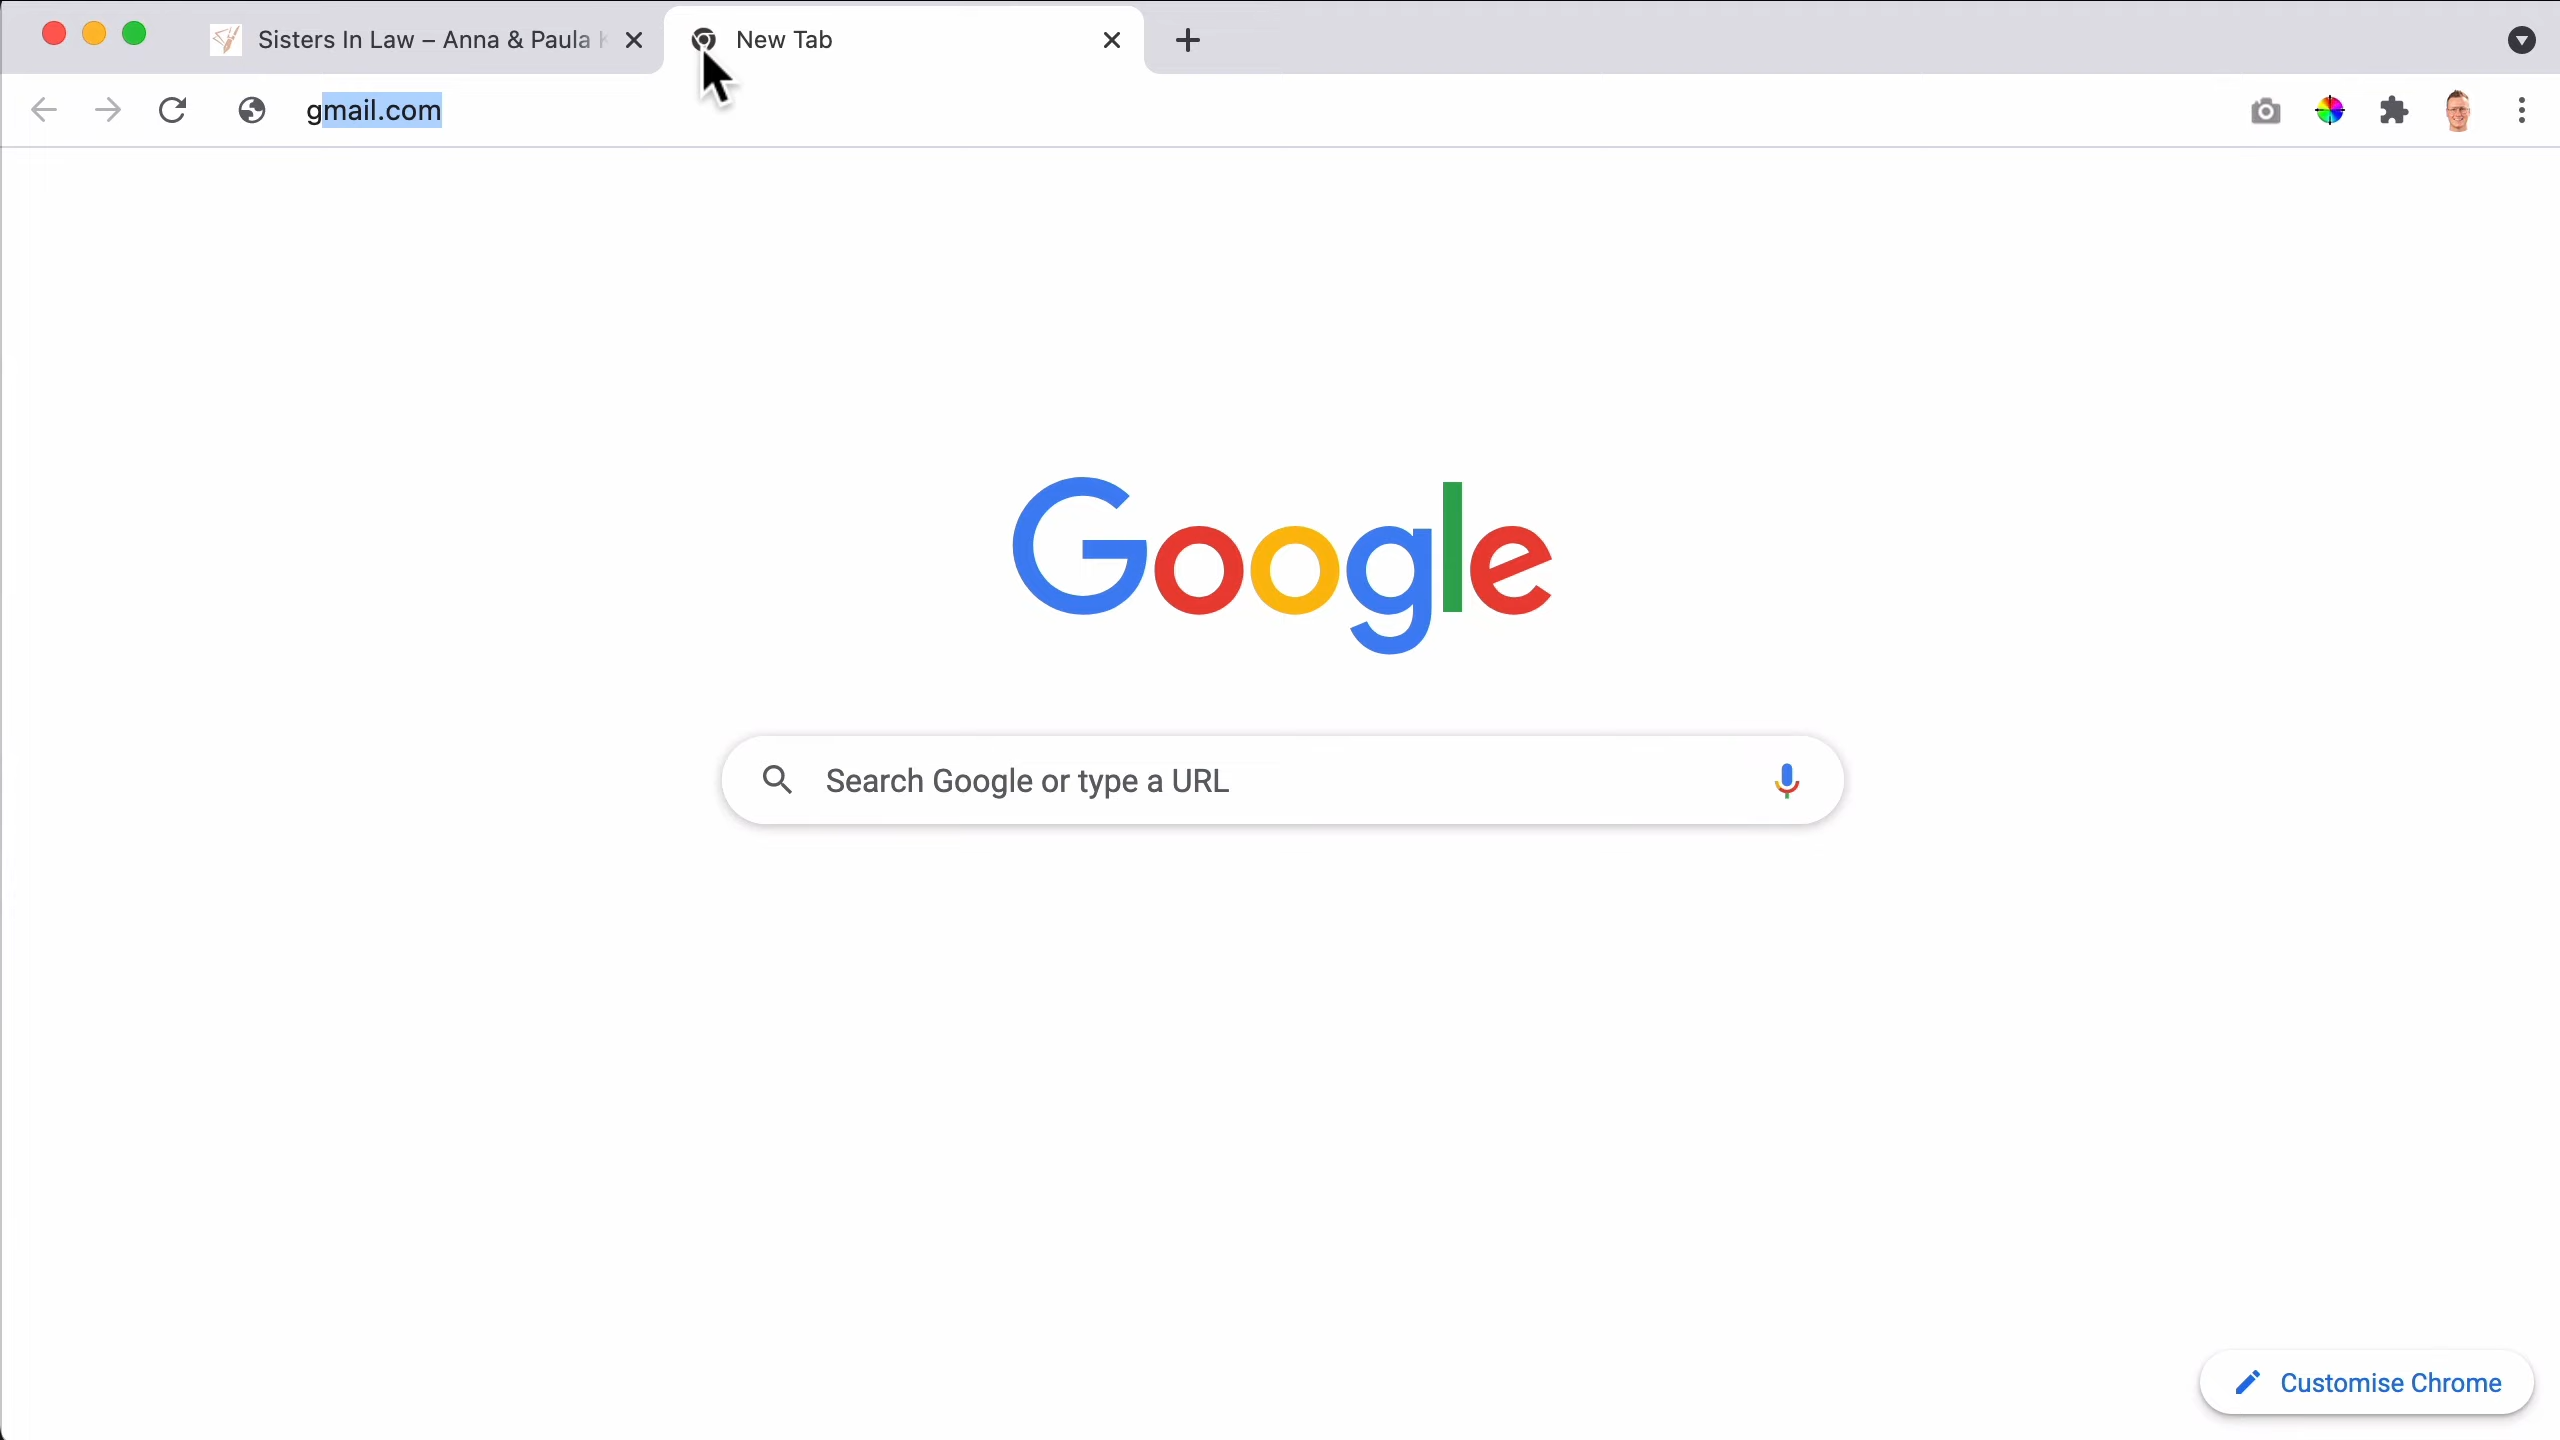 Sisters In Law – Anna & Paula
New Tab
gmail.com
Google
Search Google or type a URL
Customise Chrome